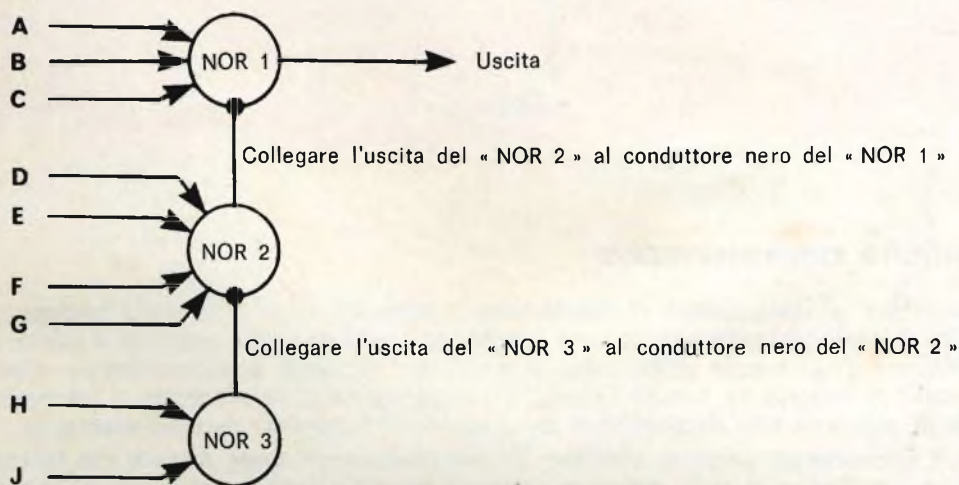 A
B
C
NOR 1
Uscita
Collegare l'uscita del « NOR 2 » al conduttore nero del « NOR 1 »
D
E
NOR 2
F
G
Collegare l'uscita del « NOR 3 » al conduttore nero del « NOR 2 »
H
NOR 3
J